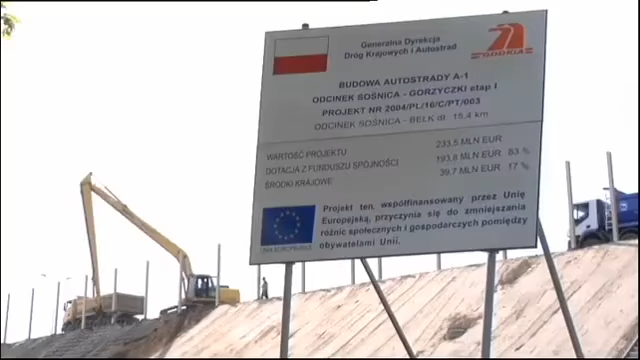 Generalna Dyrekcja
Dróg Krajowych i Autostrad
GDDKiA
BUDOWA AUTOSTRADY A-1
ODCINEK SOŚNICA - GORZYCZKI etap I
PROJEKT NR 2004/PL/16/C/PT/003
ODCINEK SOŚNICA - BEŁK dł. 15,4 km
WARTOŚĆ PROJEKTU 233,5 MLN EUR
DOTACJA Z FUNDUSZU SPÓJNOŚCI 193,8 MLN EUR 83 %
ŚRODKI KRAJOWE 39,7 MLN EUR 17 %
Projekt ten, współfinansowany przez Unię
Europejską, przyczynia się do zmniejszania
różnic społecznych i gospodarczych pomiędzy
obywatelami Unii.
UNIA EUROPEJSKA